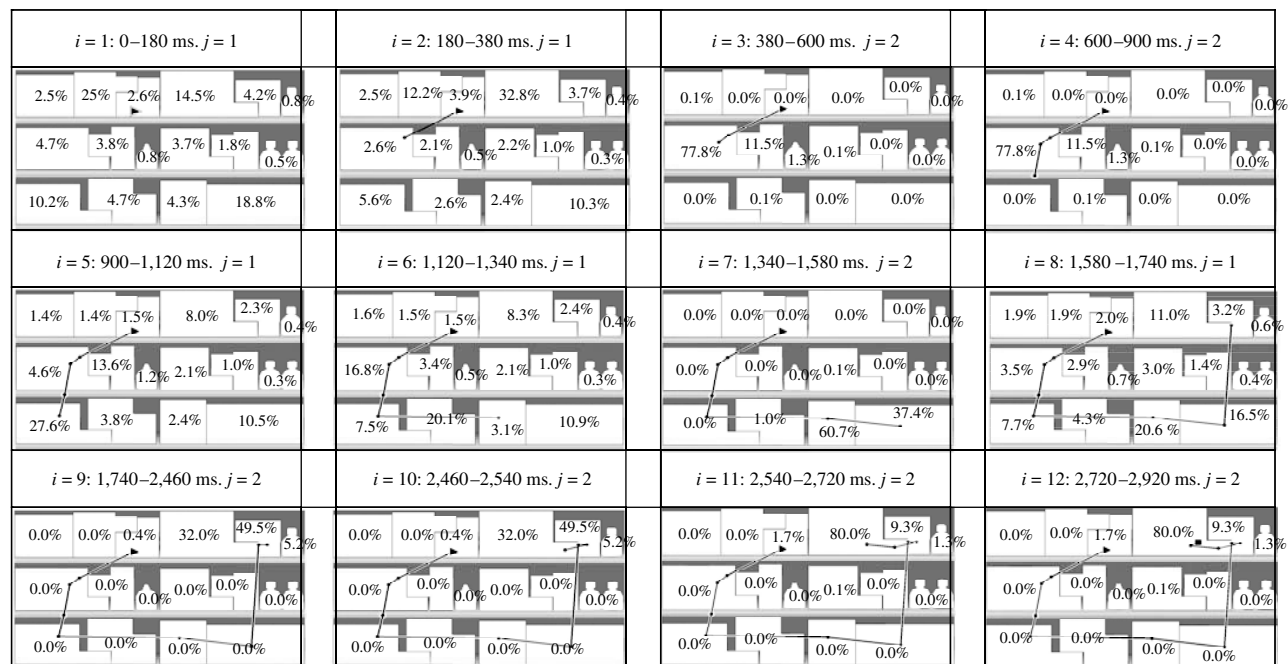 i = 1: 0–180 ms. j = 1 i = 2: 180–380 ms. j = 1 i = 3: 380–600 ms. j = 2 i = 4: 600–900 ms. j = 2
2.5% 25% 2.6% 14.5% 4.2% 0.8% 2.5% 12.2% 3.9% 32.8% 3.7% 0.4% 0.1% 0.0% 0.0% 0.0% 0.0% 0.0% 0.1% 0.0% 0.0% 0.0% 0.0% 0.0%
4.7% 3.8% 0.8% 3.7% 1.8% 0.5% 2.6% 2.1% 0.5% 2.2% 1.0% 0.3% 77.8% 11.5% 1.3% 0.1% 0.0% 0.0% 77.8% 11.5% 1.3% 0.1% 0.0% 0.0%
10.2% 4.7% 4.3% 18.8% 5.6% 2.6% 2.4% 10.3% 0.0% 0.1% 0.0% 0.0% 0.0% 0.1% 0.0% 0.0%
i = 5: 900–1,120 ms. j = 1 i = 6: 1,120–1,340 ms. j = 1 i = 7: 1,340–1,580 ms. j = 2 i = 8: 1,580–1,740 ms. j = 1
1.4% 1.4% 1.5% 8.0% 2.3% 0.4% 1.6% 1.5% 1.5% 8.3% 2.4% 0.4% 0.0% 0.0% 0.0% 0.0% 0.0% 0.0% 1.9% 1.9% 2.0% 11.0% 3.2% 0.6%
4.6% 13.6% 1.2% 2.1% 1.0% 0.3% 16.8% 3.4% 0.5% 2.1% 1.0% 0.3% 0.0% 0.0% 0.0% 0.1% 0.0% 0.0% 3.5% 2.9% 0.7% 3.0% 1.4% 0.4%
27.6% 3.8% 2.4% 10.5% 7.5% 20.1% 3.1% 10.9% 0.0% 1.0% 60.7% 37.4% 7.7% 4.3% 20.6 % 16.5%
i = 9: 1,740–2,460 ms. j = 2 i = 10: 2,460–2,540 ms. j = 2 i = 11: 2,540–2,720 ms. j = 2 i = 12: 2,720–2,920 ms. j = 2
0.0% 0.0% 0.4% 32.0% 49.5% 5.2% 0.0% 0.0% 0.4% 32.0% 49.5% 5.2% 0.0% 0.0% 1.7% 80.0% 9.3% 1.3% 0.0% 0.0% 1.7% 80.0% 9.3% 1.3%
0.0% 0.0% 0.0% 0.0% 0.0% 0.0% 0.0% 0.0% 0.0% 0.0% 0.0% 0.0% 0.0% 0.0% 0.0% 0.1% 0.0% 0.0% 0.0% 0.0% 0.0% 0.1% 0.0% 0.0%
0.0% 0.0% 0.0% 0.0% 0.0% 0.0% 0.0% 0.0% 0.0% 0.0% 0.0% 0.0% 0.0% 0.0% 0.0% 0.0%